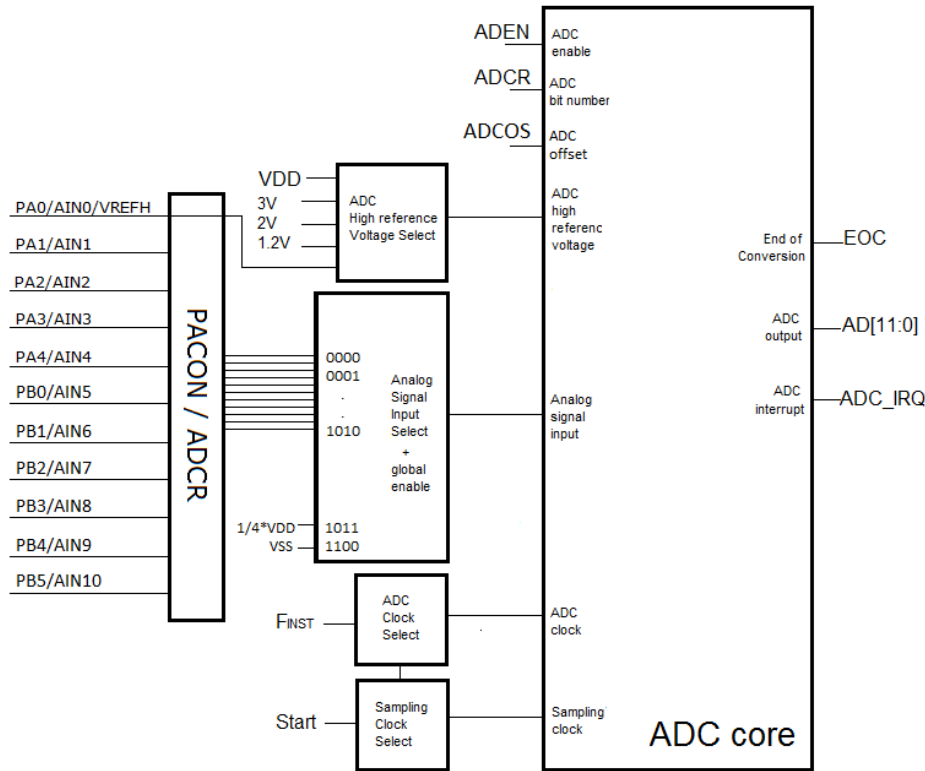 ADEN
ADC
enable
ADCR
ADC
bit number
ADCOS
ADC
offset
VDD
3V
2V
1.2V
ADC
High reference
Voltage Select
ADC
high
referenc
voltage
PA0/AIN0/VREFH
PA1/AIN1
PA2/AIN2
PA3/AIN3
PA4/AIN4
PB0/AIN5
PB1/AIN6
PB2/AIN7
PB3/AIN8
PB4/AIN9
PB5/AIN10
PACON / ADCR
0000
0001
.
.
1010
Analog
Signal
Input
Select
+
global
enable
1/4*VDD
1011
VSS
1100
Analog
signal
input
End of
Conversion
EOC
ADC
output
AD[11:0]
ADC
interrupt
ADC_IRQ
FINST
ADC
Clock
Select
ADC
clock
Start
Sampling
Clock
Select
Sampling
clock
ADC core